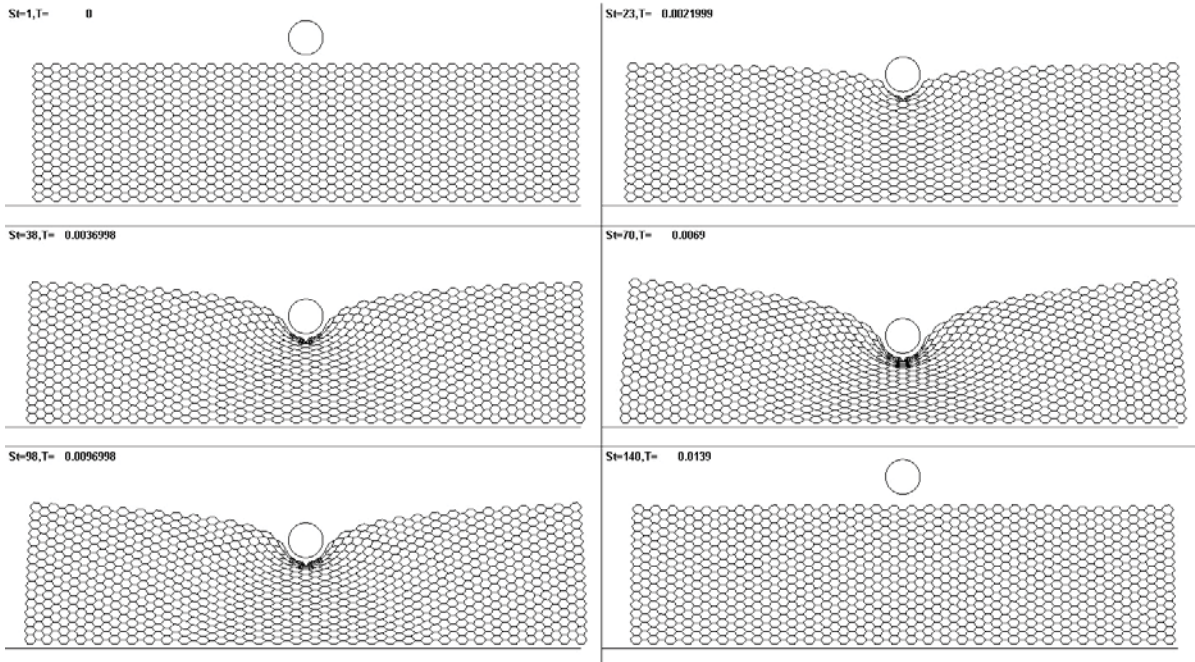 St=1,T= 0
St=23,T= 0.0021999
St=38,T= 0.0036998
St=70,T= 0.0069
St=98,T= 0.0096998
St=140,T= 0.0139